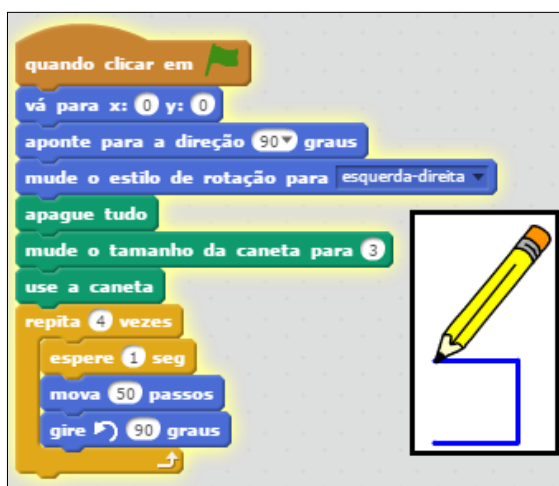 quando clicar em
vá para x: 0 y: 0
aponte para a direção 90 graus
mude o estilo de rotação para esquerda-direita
apague tudo
mude o tamanho da caneta para 3
use a caneta
repita 4 vezes
espere 1 seg
mova 50 passos
gire 90 graus